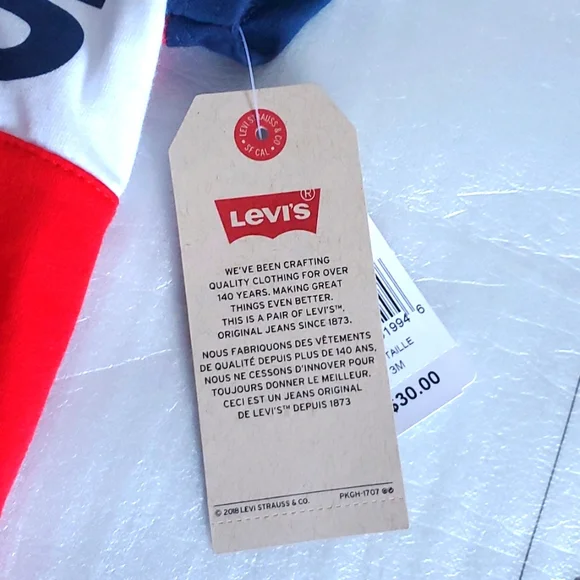 LEVI STRAUSS & CO
SF CAL
LEVI'S®
WE'VE BEEN CRAFTING
QUALITY CLOTHING FOR OVER
140 YEARS. MAKING GREAT
THINGS EVEN BETTER.
THIS IS A PAIR OF LEVI'S™.
ORIGINAL JEANS SINCE 1873.
NOUS FABRIQUONS DES VÊTEMENTS
DE QUALITÉ DEPUIS PLUS DE 140 ANS.
NOUS NE CESSONS D'INNOVER POUR
TOUJOURS DONNER LE MEILLEUR.
CECI EST UN JEANS ORIGINAL
DE LEVI'S™ DEPUIS 1873
© 2018 LEVI STRAUSS & CO. PKGH-1707
1994 6
TAILLE
3M
$30.00